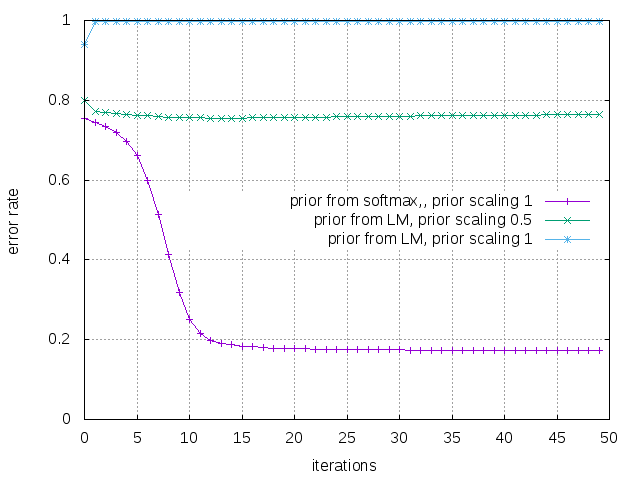 1
0.8
0.6
0.4
0.2
0
error rate
prior from softmax,, prior scaling 1
prior from LM, prior scaling 0.5
prior from LM, prior scaling 1
0 5 10 15 20 25 30 35 40 45 50
iterations